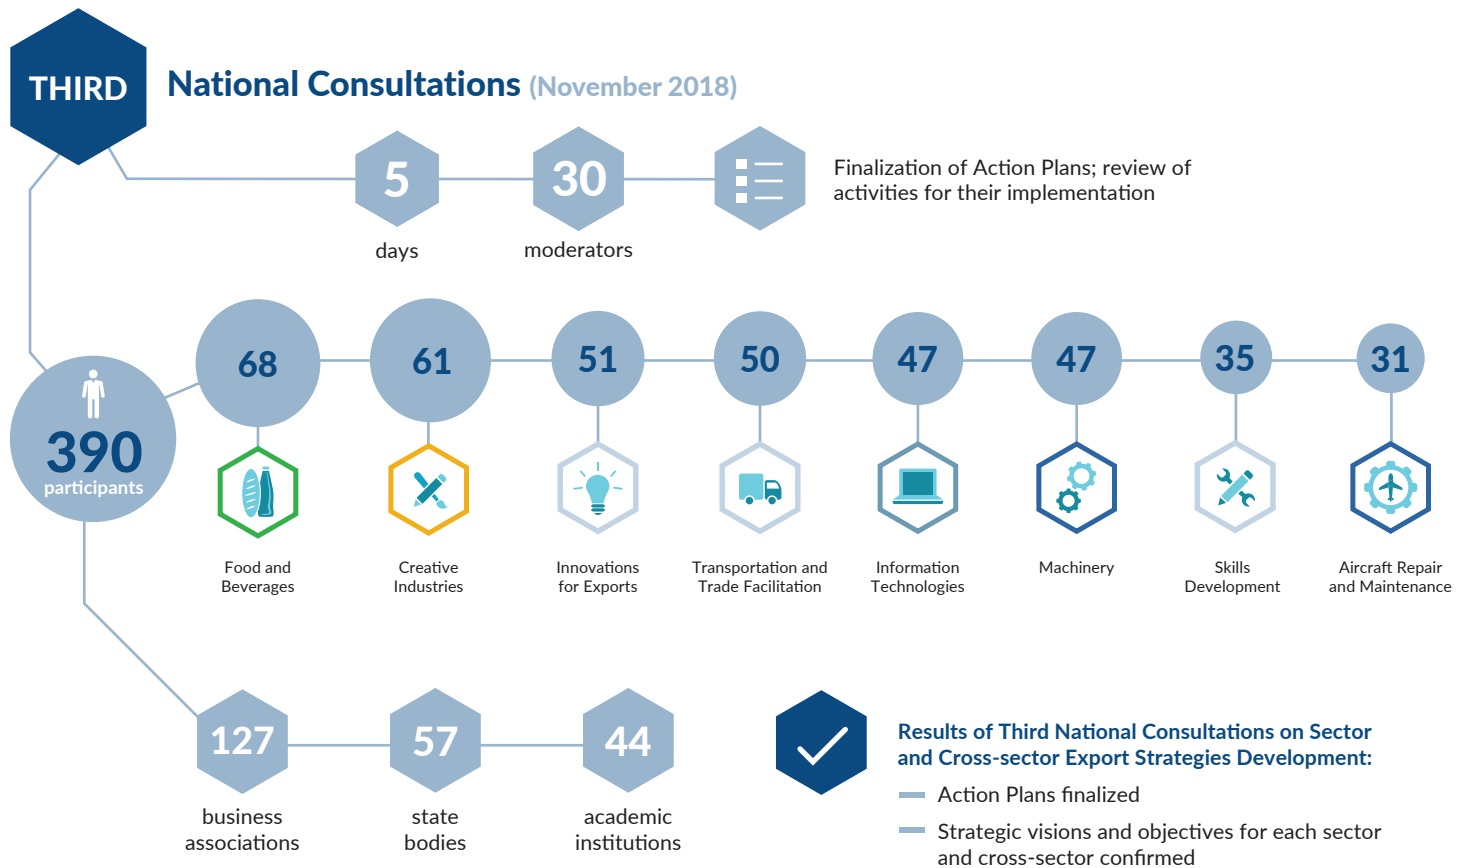 THIRD
National Consultations (November 2018)
5
days
30
moderators
Finalization of Action Plans; review of
activities for their implementation
390
participants
68
Food and
Beverages
61
Creative
Industries
51
Innovations
for Exports
50
Transportation and
Trade Facilitation
47
Information
Technologies
47
Machinery
35
Skills
Development
31
Aircraft Repair
and Maintenance
127
business
associations
57
state
bodies
44
academic
institutions
Results of Third National Consultations on Sector
and Cross-sector Export Strategies Development:
Action Plans finalized
Strategic visions and objectives for each sector
and cross-sector confirmed